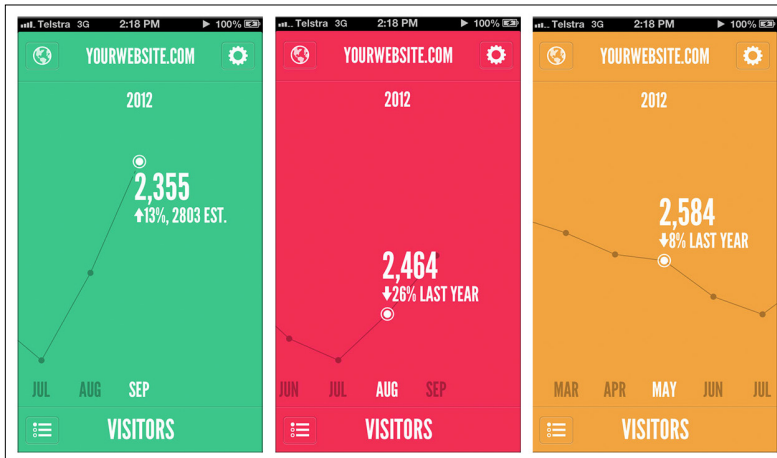 Telstra 3G 2:18 PM 100%
YOURWEBSITE.COM
2012
2,355
13%, 2803 EST.
JUL AUG SEP
VISITORS
Telstra 3G 2:18 PM 100%
YOURWEBSITE.COM
2012
2,464
26% LAST YEAR
JUN JUL AUG SEP
VISITORS
Telstra 3G 2:18 PM 100%
YOURWEBSITE.COM
2012
2,584
8% LAST YEAR
MAR APR MAY JUN JUL
VISITORS